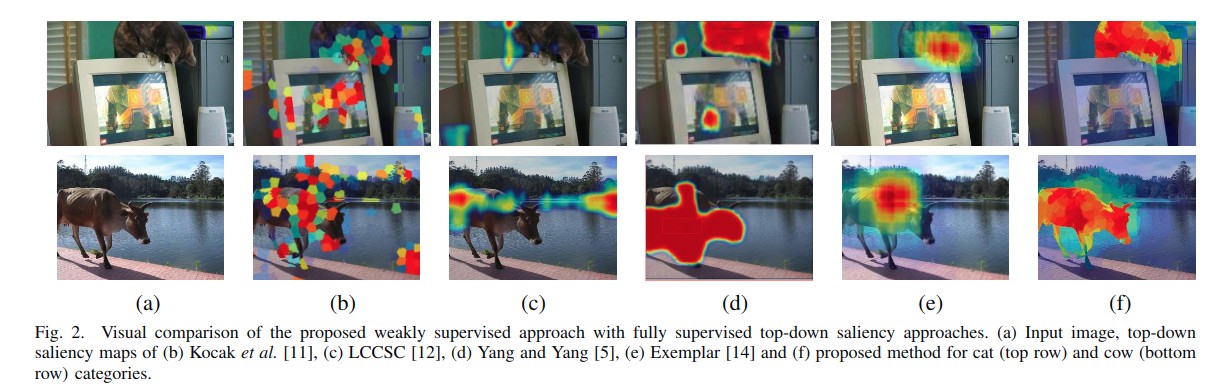 (a) (b) (c) (d) (e) (f)
Fig. 2. Visual comparison of the proposed weakly supervised approach with fully supervised top-down saliency approaches. (a) Input image, top-down
saliency maps of (b) Kocak et al. [11], (c) LCCSC [12], (d) Yang and Yang [5], (e) Exemplar [14] and (f) proposed method for cat (top row) and cow (bottom
row) categories.